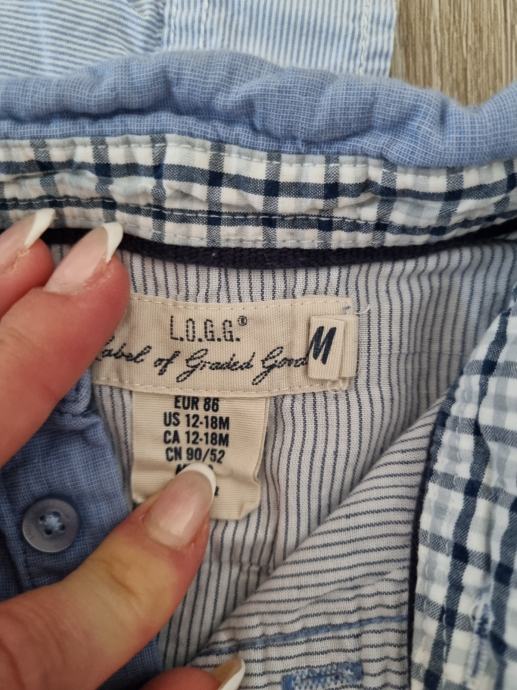 L.O.G.G.®
Label of Graded Goods
M
EUR 86
US 12-18M
CA 12-18M
CN 90/52